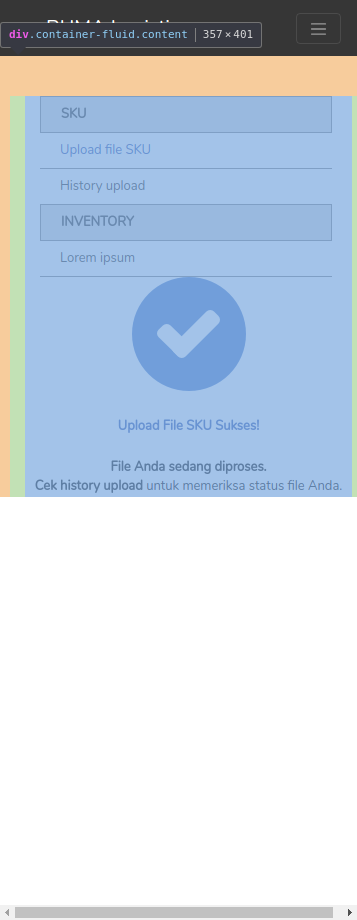 div.container-fluid.content | 357×401
SKU
Upload file SKU
History upload
INVENTORY
Lorem ipsum
Upload File SKU Sukses!
File Anda sedang diproses.
Cek history upload untuk memeriksa status file Anda.